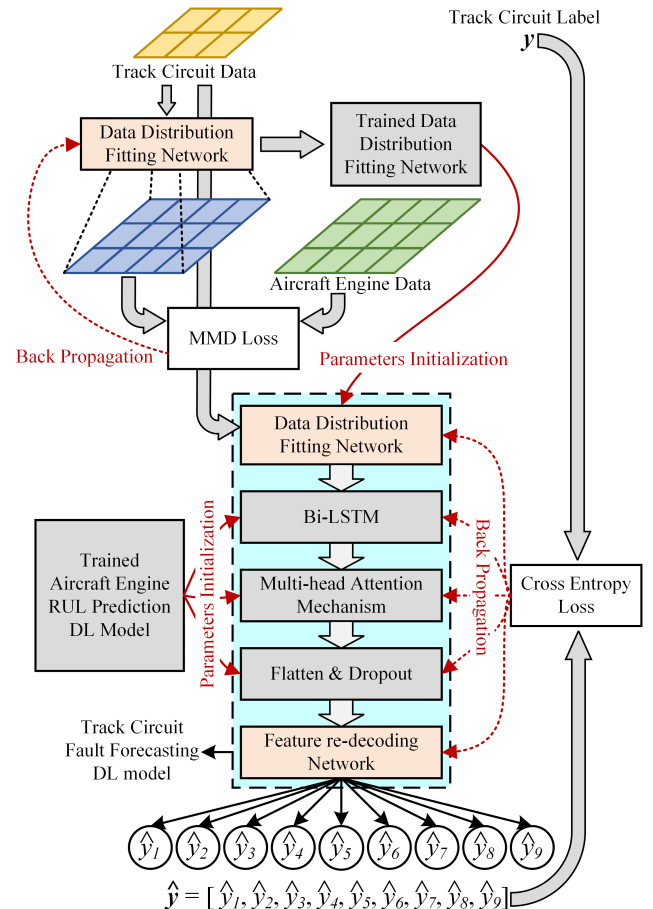 Track Circuit Label
y
Track Circuit Data
Data Distribution
Fitting Network
Trained Data
Distribution
Fitting Network
Aircraft Engine Data
MMD Loss
Back Propagation
Parameters Initialization
Data Distribution
Fitting Network
Bi-LSTM
Multi-head Attention
Mechanism
Flatten & Dropout
Feature re-decoding
Network
Trained
Aircraft Engine
RUL Prediction
DL Model
Parameters Initialization
Back Propagation
Cross Entropy
Loss
Track Circuit
Fault Forecasting
DL model
ŷ₁ ŷ₂ ŷ₃ ŷ₄ ŷ₅ ŷ₆ ŷ₇ ŷ₈ ŷ₉
ŷ = [ ŷ₁, ŷ₂, ŷ₃, ŷ₄, ŷ₅, ŷ₆, ŷ₇, ŷ₈, ŷ₉]